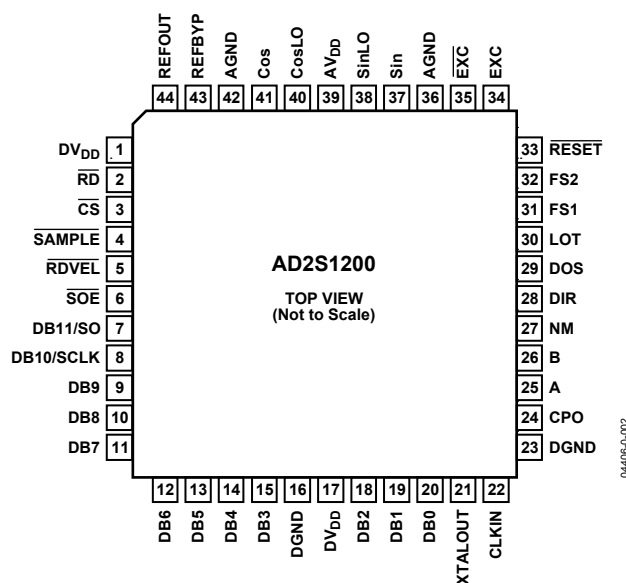 REFOUT
REFBYP
AGND
Cos
CosLO
AVDD
SinLO
Sin
AGND
EXC
EXC
44 43 42 41 40 39 38 37 36 35 34
DVDD 1
RD 2
CS 3
SAMPLE 4
RDVEL 5
SOE 6
DB11/SO 7
DB10/SCLK 8
DB9 9
DB8 10
DB7 11
AD2S1200
TOP VIEW
(Not to Scale)
33 RESET
32 FS2
31 FS1
30 LOT
29 DOS
28 DIR
27 NM
26 B
25 A
24 CPO
23 DGND
12 13 14 15 16 17 18 19 20 21 22
DB6
DB5
DB4
DB3
DGND
DVDD
DB2
DB1
DB0
XTALOUT
CLKIN
04406-0-002